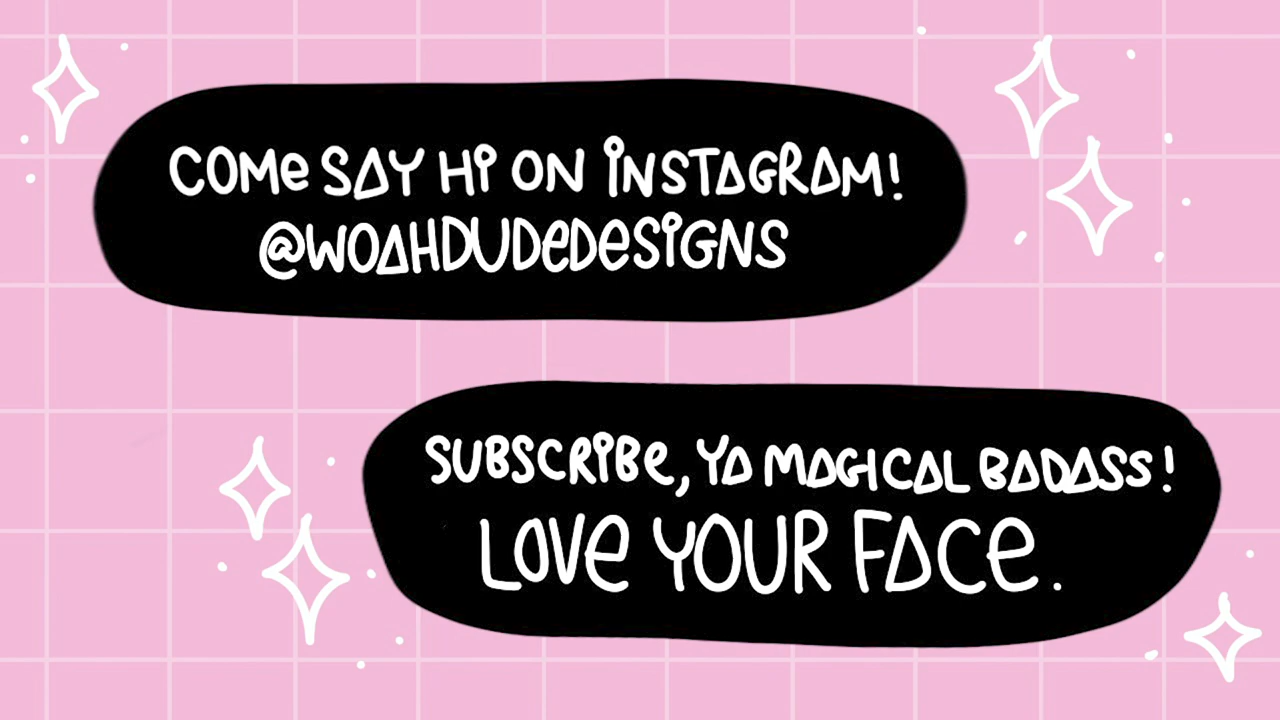 COMe SAY Hi ON iNSTAGRAM!
@WOAHDUDeDeSiGNS
SUBSCRiBe, YA MAGICAL BADASS!
LOVe YOUR FACe.